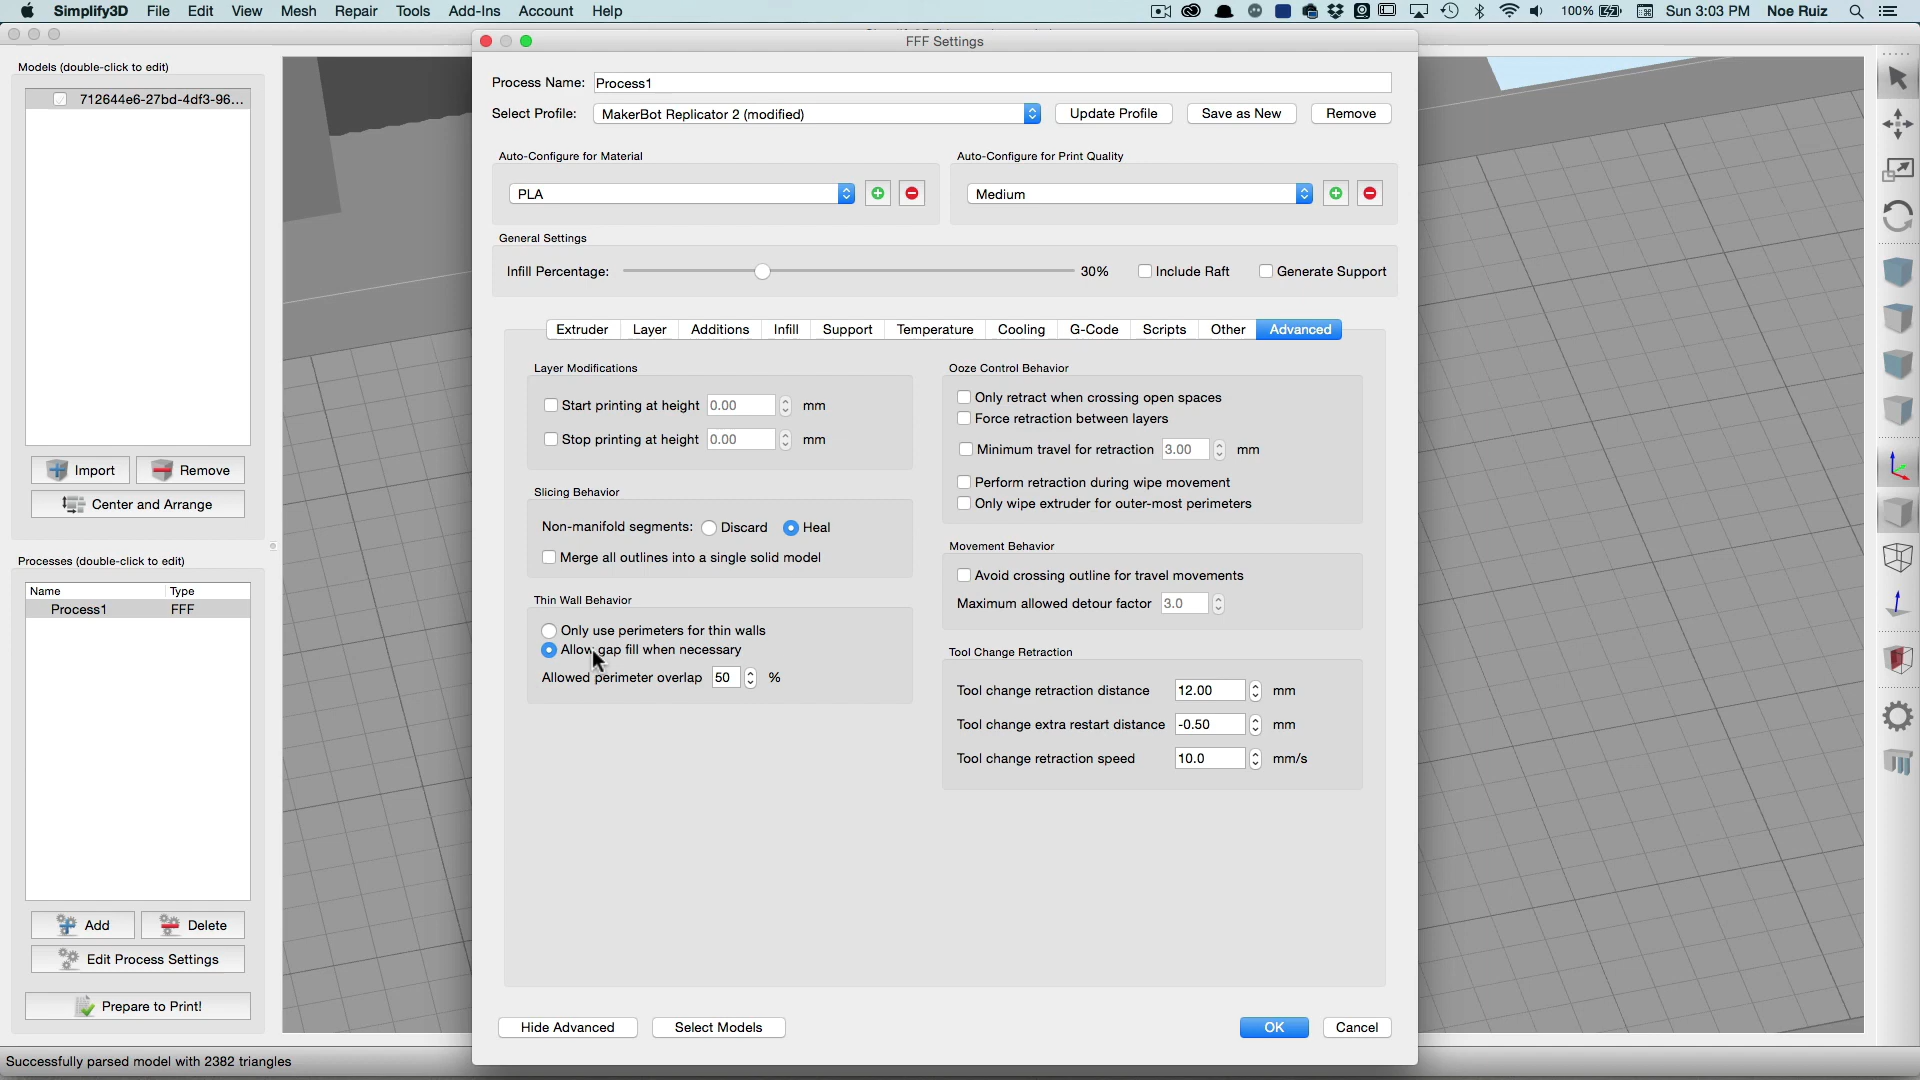 Simplify3D File Edit View Mesh Repair Tools Add-Ins Account Help 100% Sun 3:03 PM Noe Ruiz
FFF Settings
Models (double-click to edit)
712644e6-27bd-4df3-96...
Import Remove
Center and Arrange
Processes (double-click to edit)
Name Type
Process1 FFF
Add Delete
Edit Process Settings
Prepare to Print!
Process Name: Process1
Select Profile: MakerBot Replicator 2 (modified) Update Profile Save as New Remove
Auto-Configure for Material
PLA
Auto-Configure for Print Quality
Medium
General Settings
Infill Percentage: 30% Include Raft Generate Support
Extruder Layer Additions Infill Support Temperature Cooling G-Code Scripts Other Advanced
Layer Modifications
Start printing at height 0.00 mm
Stop printing at height 0.00 mm
Slicing Behavior
Non-manifold segments: Discard Heal
Merge all outlines into a single solid model
Thin Wall Behavior
Only use perimeters for thin walls
Allow gap fill when necessary
Allowed perimeter overlap 50 %
Ooze Control Behavior
Only retract when crossing open spaces
Force retraction between layers
Minimum travel for retraction 3.00 mm
Perform retraction during wipe movement
Only wipe extruder for outer-most perimeters
Movement Behavior
Avoid crossing outline for travel movements
Maximum allowed detour factor 3.0
Tool Change Retraction
Tool change retraction distance 12.00 mm
Tool change extra restart distance -0.50 mm
Tool change retraction speed 10.0 mm/s
Hide Advanced Select Models OK Cancel
Successfully parsed model with 2382 triangles